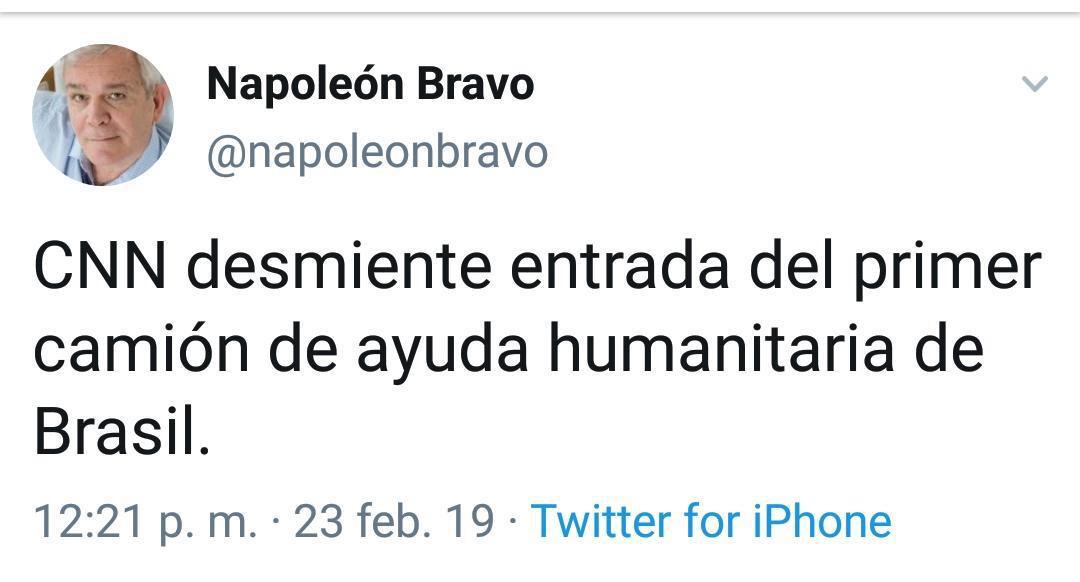 Napoleón Bravo
@napoleonbravo
CNN desmiente entrada del primer
camión de ayuda humanitaria de
Brasil.
12:21 p. m. · 23 feb. 19 · Twitter for iPhone